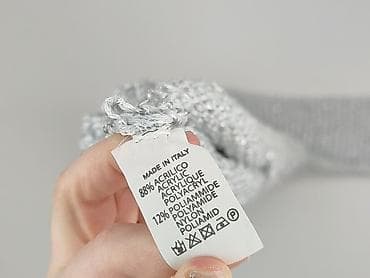 MADE IN ITALY
88% ACRILICO
ACRYLIC
ACRYLIQUE
POLYACRYL
12% POLIAMMIDE
POLYAMIDE
NYLON
POLIAMID
P